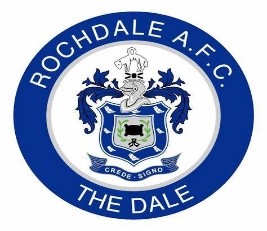 ROCHDALE A.F.C.
CREDE · SIGNO
THE DALE